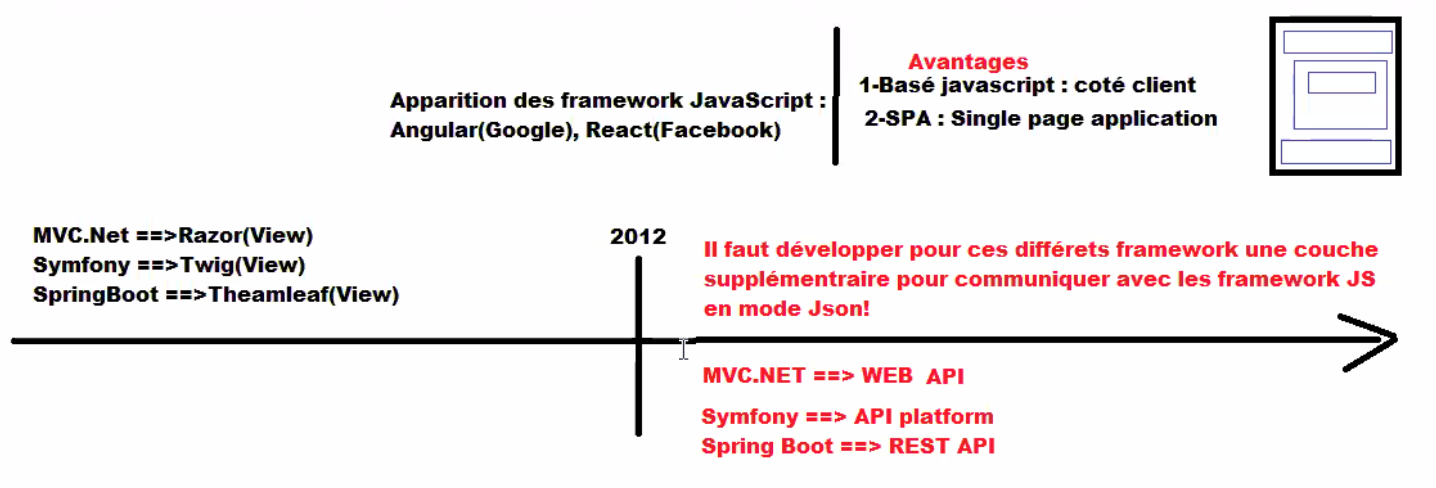 Avantages
Apparition des framework JavaScript :
Angular(Google), React(Facebook)
1-Basé javascript : coté client
2-SPA : Single page application
MVC.Net ==>Razor(View)
Symfony ==>Twig(View)
SpringBoot ==>Theamleaf(View)
2012
Il faut développer pour ces différets framework une couche
supplémentraire pour communiquer avec les framework JS
en mode Json!
MVC.NET ==> WEB API
Symfony ==> API platform
Spring Boot ==> REST API